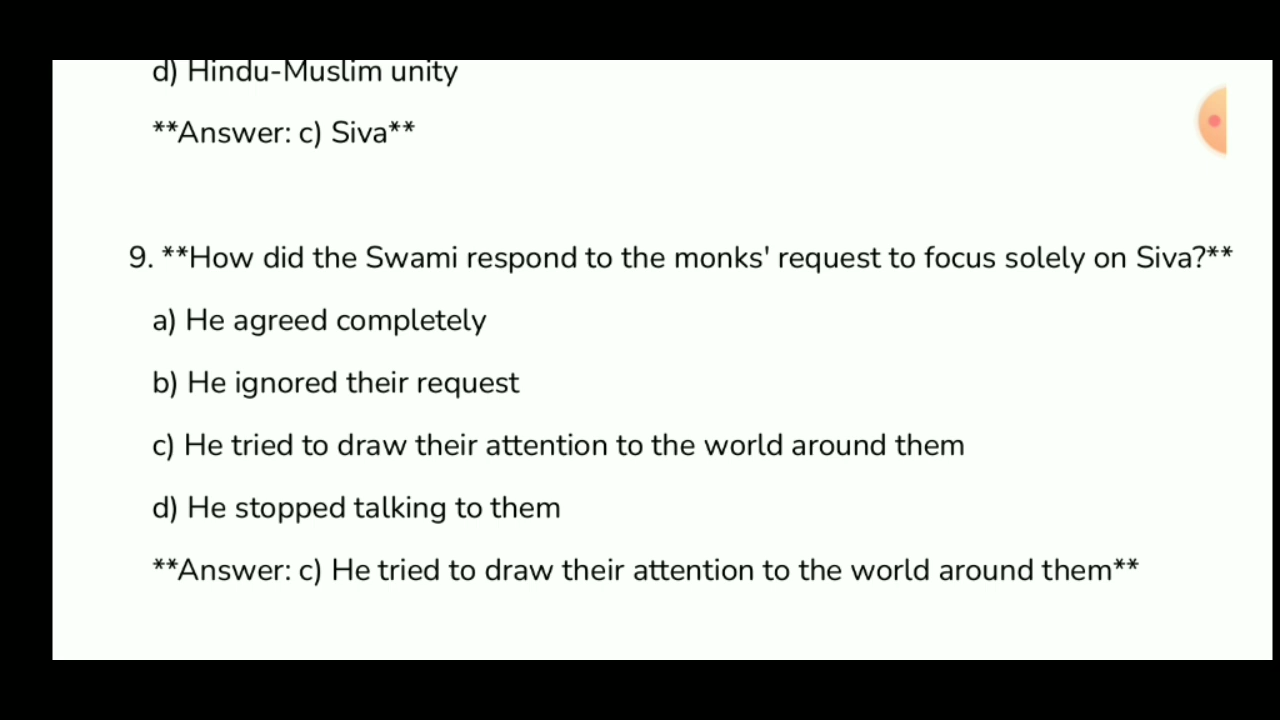 d) Hindu-Muslim unity
**Answer: c) Siva**
9. **How did the Swami respond to the monks' request to focus solely on Siva?**
a) He agreed completely
b) He ignored their request
c) He tried to draw their attention to the world around them
d) He stopped talking to them
**Answer: c) He tried to draw their attention to the world around them**